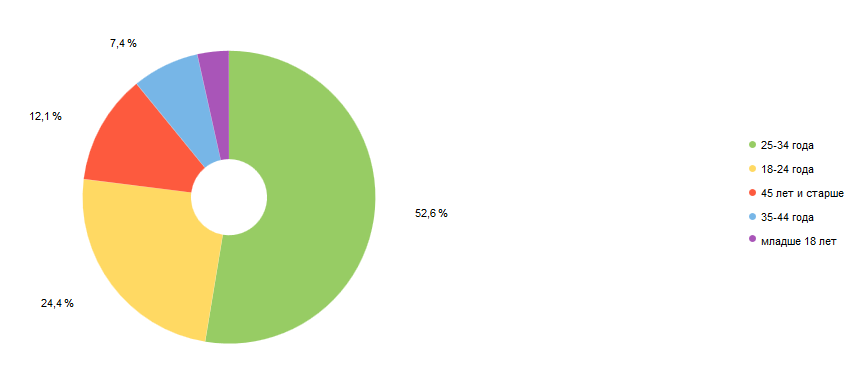 7,4 %
12,1 %
52,6 %
24,4 %
25-34 года
18-24 года
45 лет и старше
35-44 года
младше 18 лет